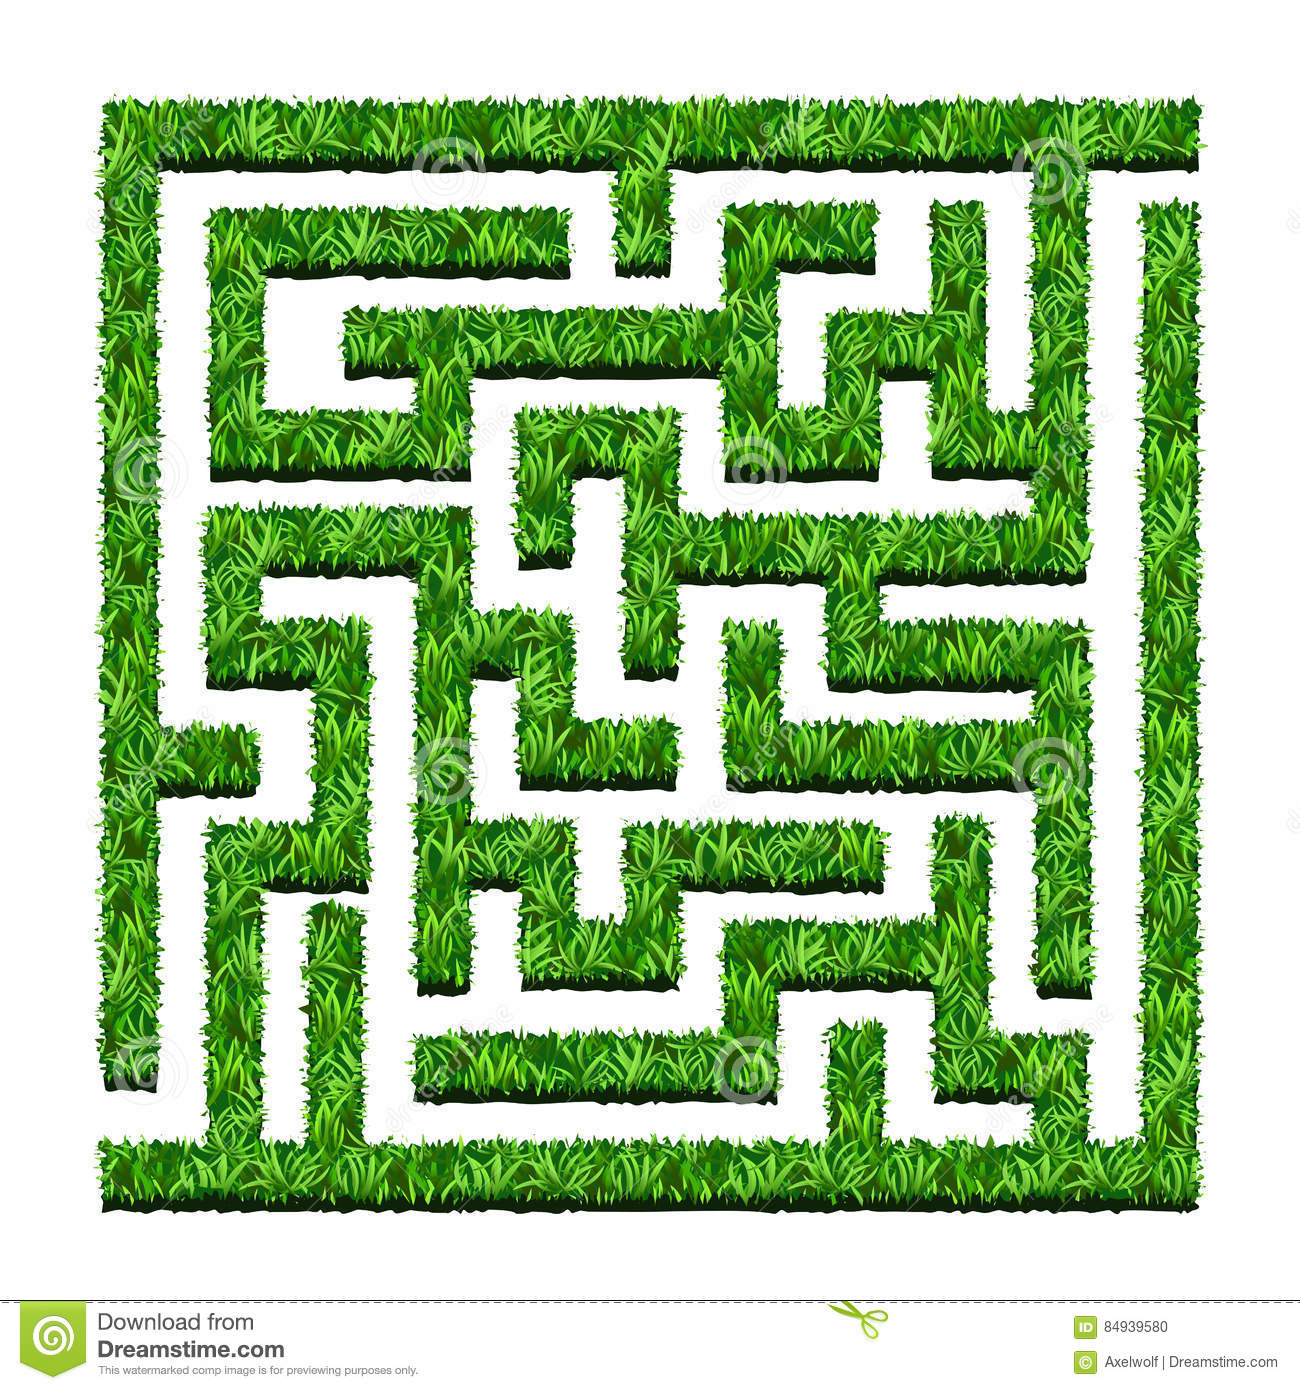 Download from
Dreamstime.com
This watermarked comp image is for previewing purposes only.
ID 84939580
© Axelwolf | Dreamstime.com